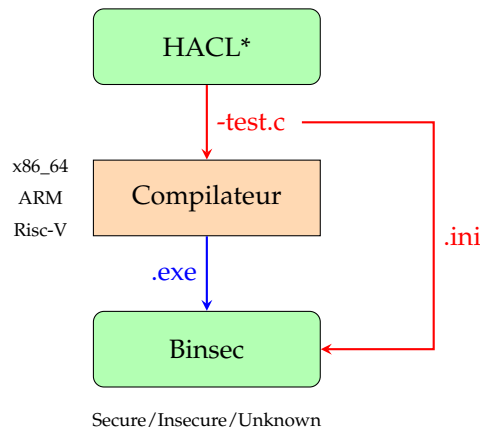 HACL*
-test.c
x86_64
ARM
Risc-V
Compilateur
.ini
.exe
Binsec
Secure/Insecure/Unknown